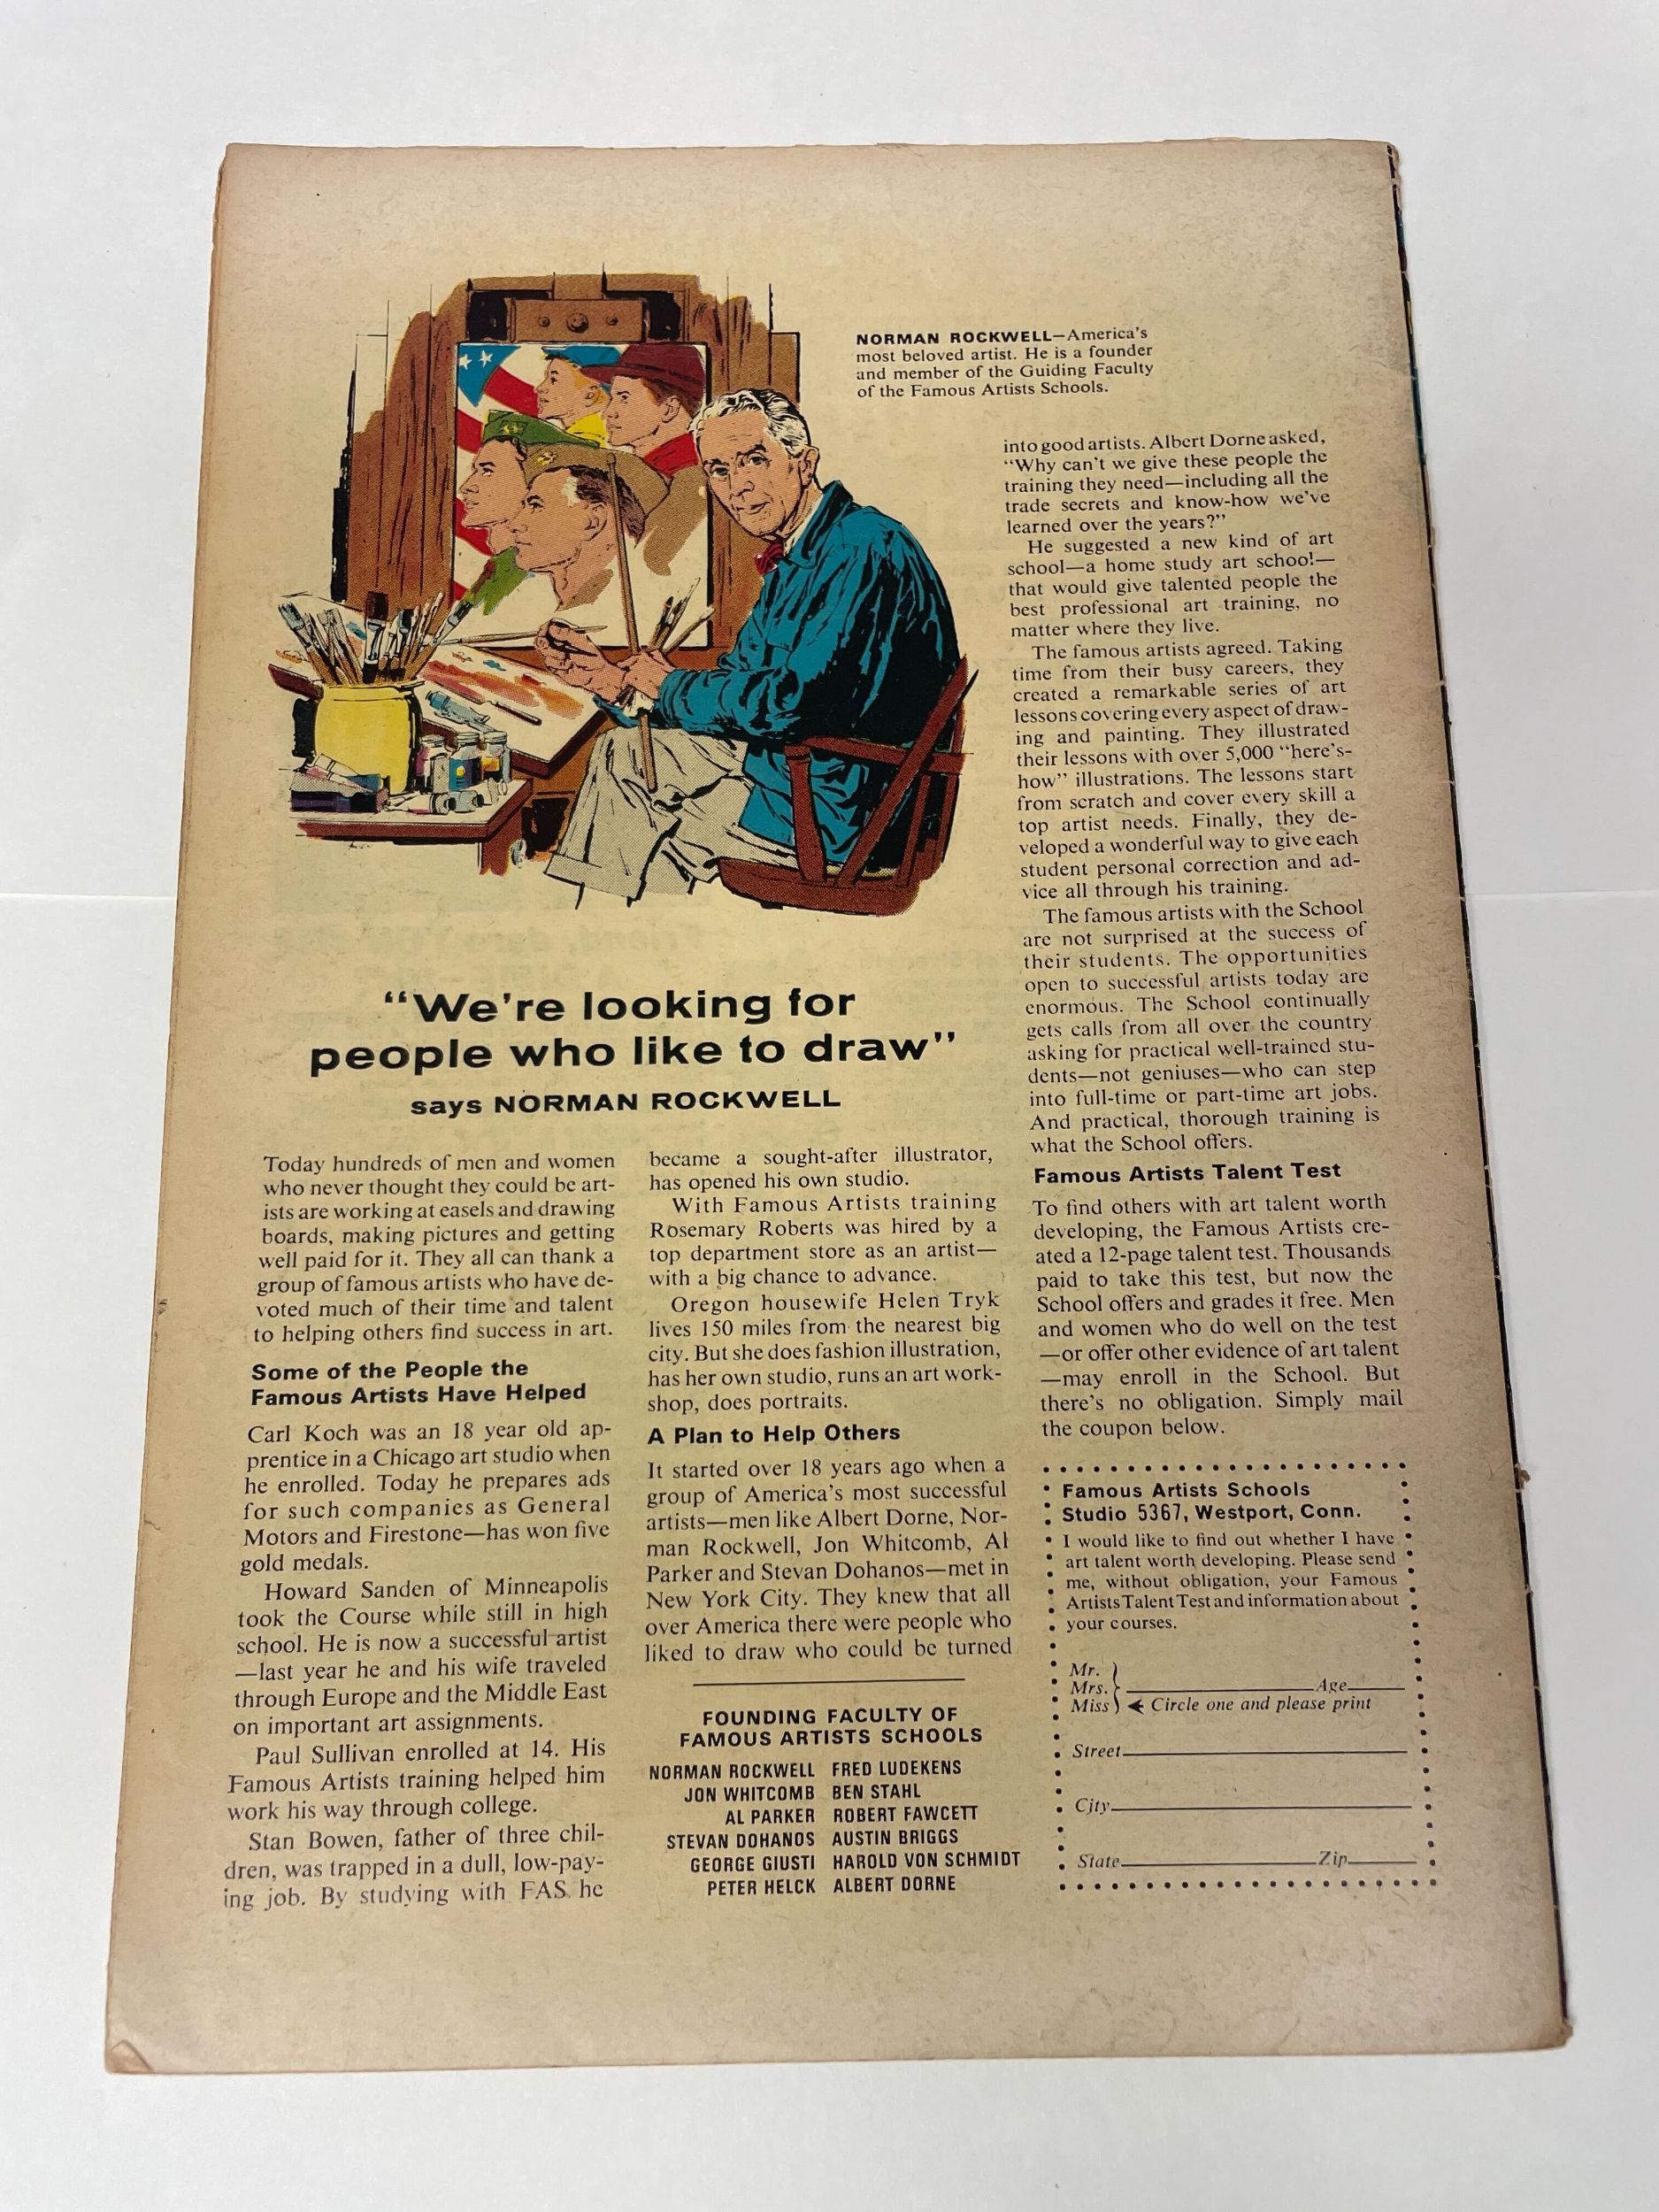 NORMAN ROCKWELL—America's
most beloved artist. He is a founder
and member of the Guiding Faculty
of the Famous Artists Schools.
"We're looking for
people who like to draw"
says NORMAN ROCKWELL
Today hundreds of men and women
who never thought they could be art-
ists are working at easels and drawing
boards, making pictures and getting
well paid for it. They all can thank a
group of famous artists who have de-
voted much of their time and talent
to helping others find success in art.
Some of the People the
Famous Artists Have Helped
Carl Koch was an 18 year old ap-
prentice in a Chicago art studio when
he enrolled. Today he prepares ads
for such companies as General
Motors and Firestone—has won five
gold medals.
Howard Sanden of Minneapolis
took the Course while still in high
school. He is now a successful artist
—last year he and his wife traveled
through Europe and the Middle East
on important art assignments.
Paul Sullivan enrolled at 14. His
Famous Artists training helped him
work his way through college.
Stan Bowen, father of three chil-
dren, was trapped in a dull, low-pay-
ing job. By studying with FAS he
became a sought-after illustrator,
has opened his own studio.
With Famous Artists training
Rosemary Roberts was hired by a
top department store as an artist—
with a big chance to advance.
Oregon housewife Helen Tryk
lives 150 miles from the nearest big
city. But she does fashion illustration,
has her own studio, runs an art work-
shop, does portraits.
A Plan to Help Others
It started over 18 years ago when a
group of America's most successful
artists—men like Albert Dorne, Nor-
man Rockwell, Jon Whitcomb, Al
Parker and Stevan Dohanos—met in
New York City. They knew that all
over America there were people who
liked to draw who could be turned
into good artists. Albert Dorne asked,
"Why can't we give these people the
training they need—including all the
trade secrets and know-how we've
learned over the years?"
He suggested a new kind of art
school—a home study art school—
that would give talented people the
best professional art training, no
matter where they live.
The famous artists agreed. Taking
time from their busy careers, they
created a remarkable series of art
lessons covering every aspect of draw-
ing and painting. They illustrated
their lessons with over 5,000 "here's-
how" illustrations. The lessons start
from scratch and cover every skill a
top artist needs. Finally, they de-
veloped a wonderful way to give each
student personal correction and ad-
vice all through his training.
The famous artists with the School
are not surprised at the success of
their students. The opportunities
open to successful artists today are
enormous. The School continually
gets calls from all over the country
asking for practical well-trained stu-
dents—not geniuses—who can step
into full-time or part-time art jobs.
And practical, thorough training is
what the School offers.
Famous Artists Talent Test
To find others with art talent worth
developing, the Famous Artists cre-
ated a 12-page talent test. Thousands
paid to take this test, but now the
School offers and grades it free. Men
and women who do well on the test
—or offer other evidence of art talent
—may enroll in the School. But
there's no obligation. Simply mail
the coupon below.
FOUNDING FACULTY OF
FAMOUS ARTISTS SCHOOLS
NORMAN ROCKWELL FRED LUDEKENS
JON WHITCOMB BEN STAHL
AL PARKER ROBERT FAWCETT
STEVAN DOHANOS AUSTIN BRIGGS
GEORGE GIUSTI HAROLD VON SCHMIDT
PETER HELCK ALBERT DORNE
Famous Artists Schools
Studio 5367, Westport, Conn.
I would like to find out whether I have
art talent worth developing. Please send
me, without obligation, your Famous
Artists Talent Test and information about
your courses.
Mr.
Mrs. Age
Miss Circle one and please print
Street
City
State Zip